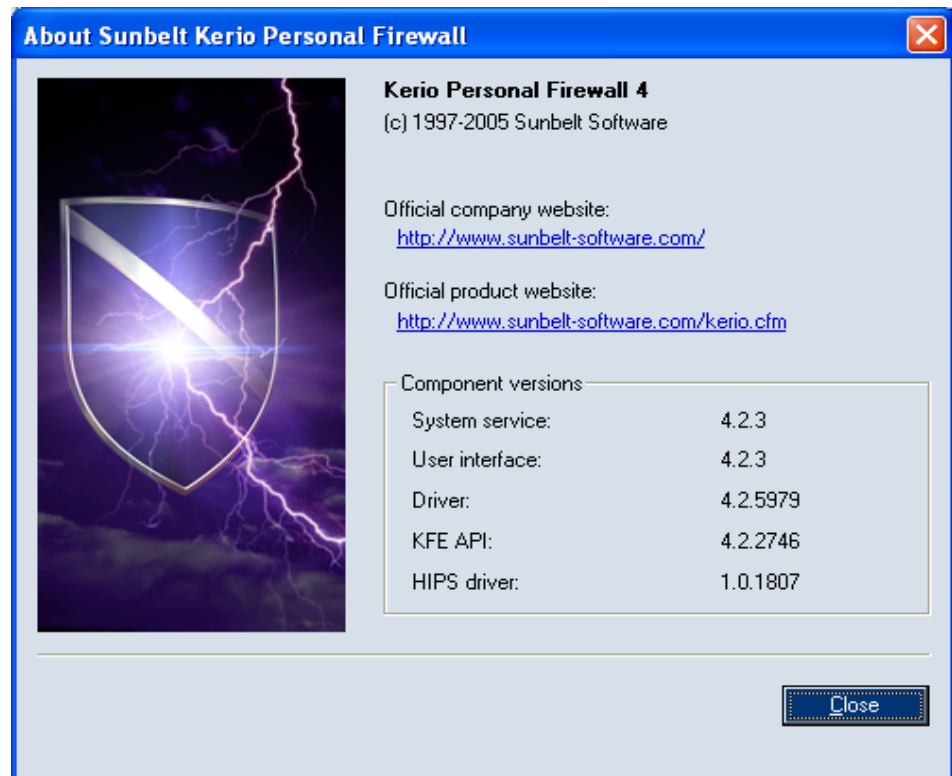 About Sunbelt Kerio Personal Firewall
Kerio Personal Firewall 4
(c) 1997-2005 Sunbelt Software
Official company website:
http://www.sunbelt-software.com/
Official product website:
http://www.sunbelt-software.com/kerio.cfm
Component versions
System service: 4.2.3
User interface: 4.2.3
Driver: 4.2.5979
KFE API: 4.2.2746
HIPS driver: 1.0.1807
Close